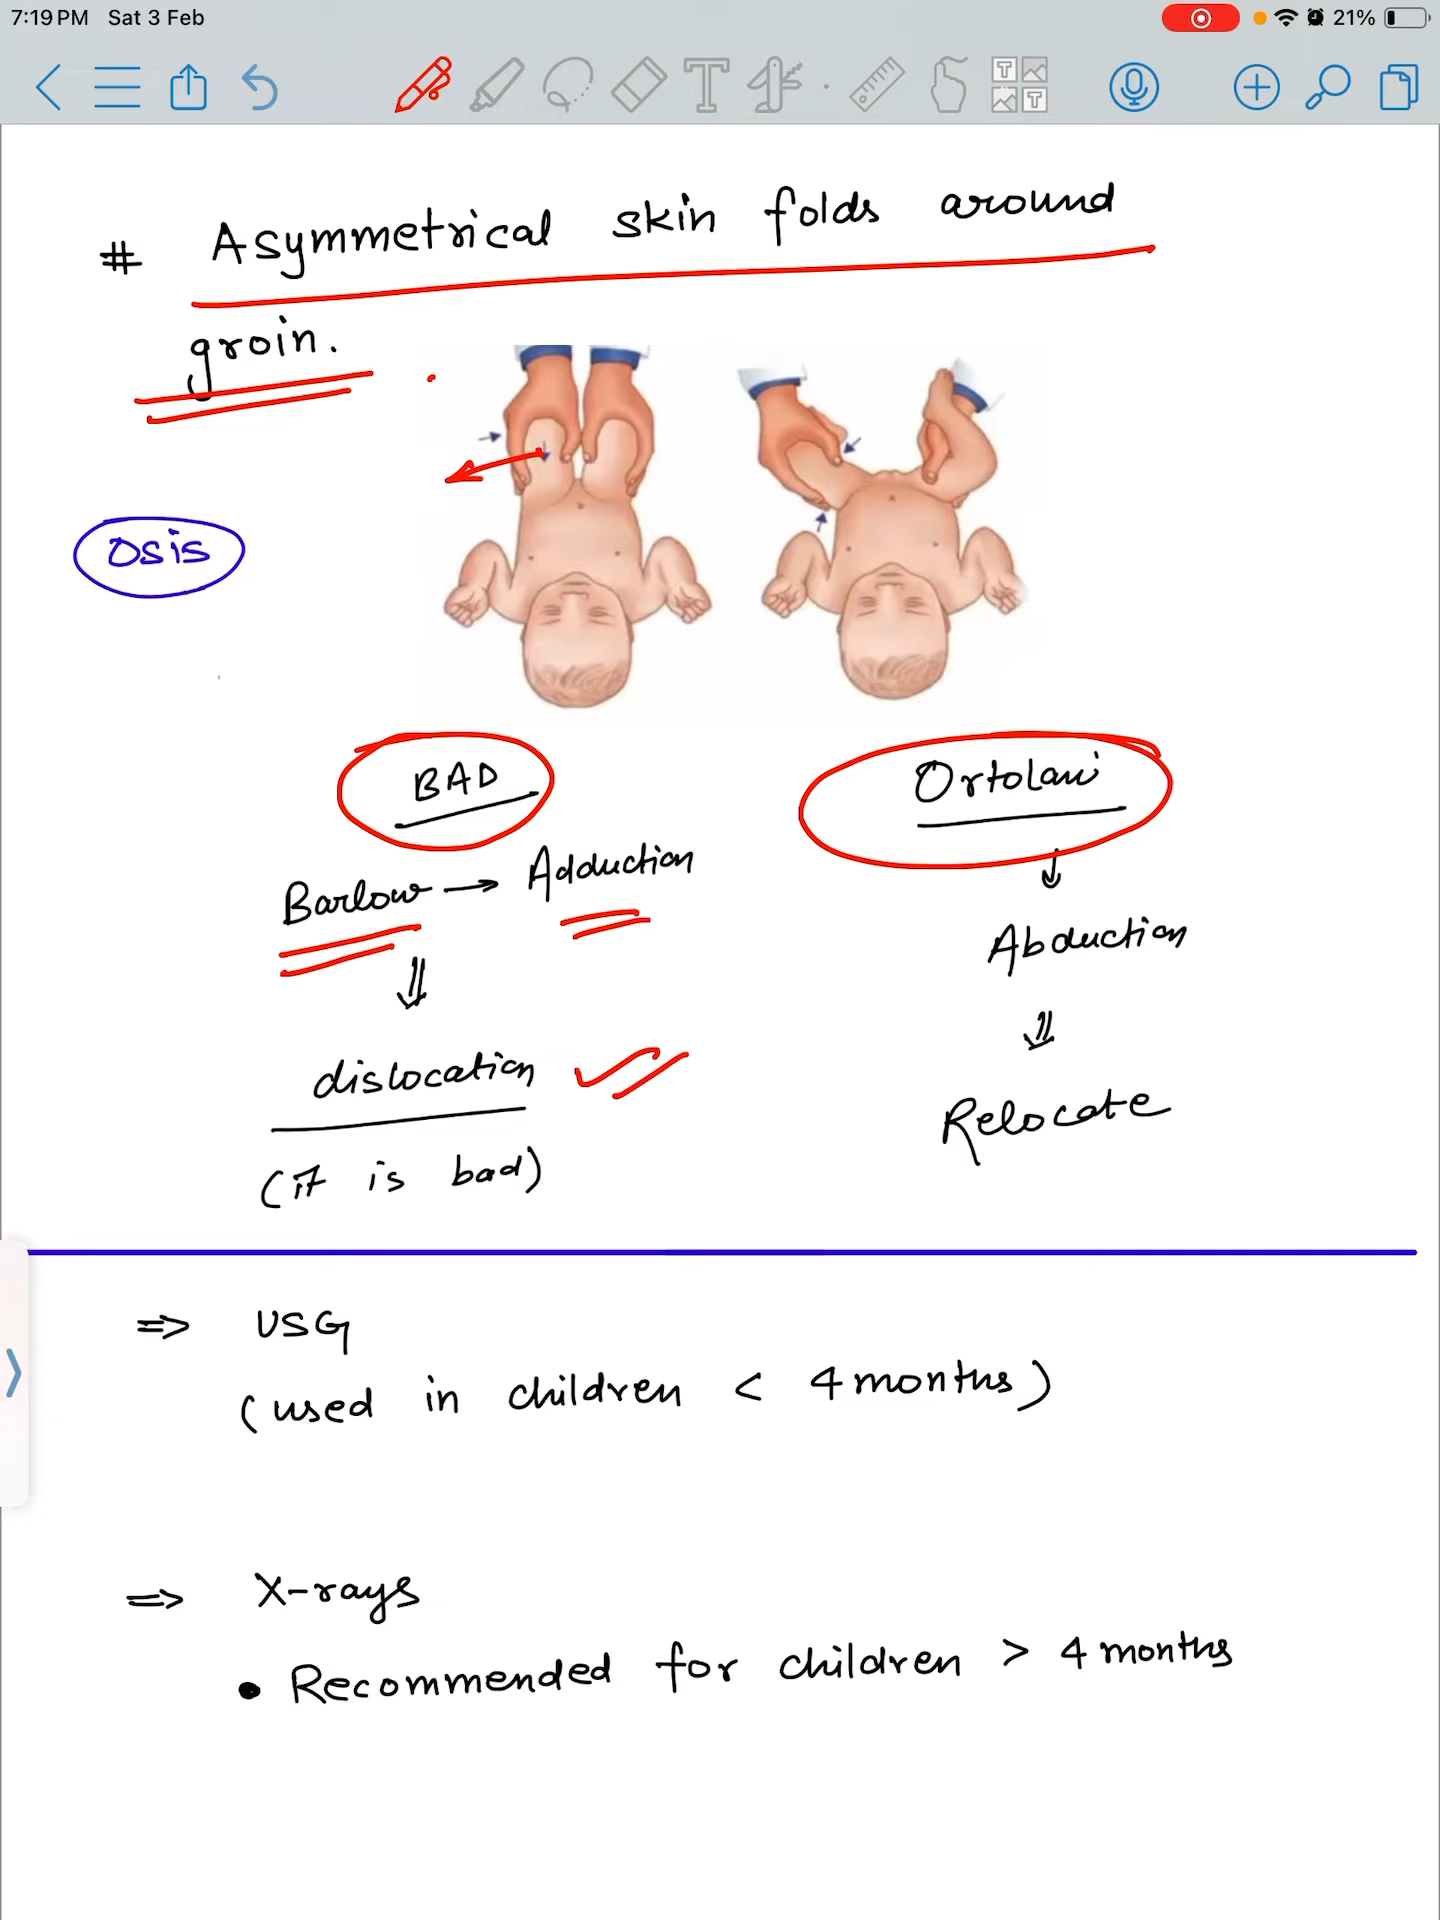 7:19 PM Sat 3 Feb
21%
# Asymmetrical skin folds around
groin.
OSiS
BAD
Ortolani
Barlow → Adduction
↓
Abduction
⇓
⇓
dislocation
Relocate
(it is bad)
⇒ USG
(used in children < 4 months)
⇒ X-rays
• Recommended for children > 4 months